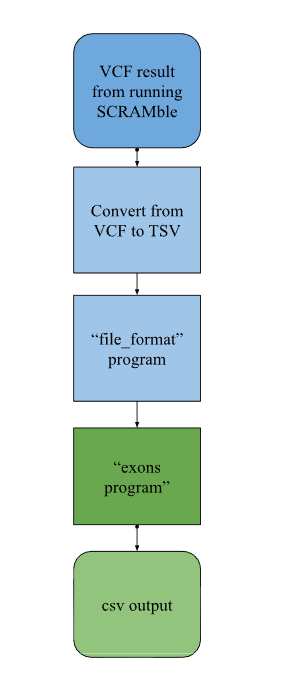 VCF result
from running
SCRAMble
Convert from
VCF to TSV
“file_format”
program
“exons
program”
csv output